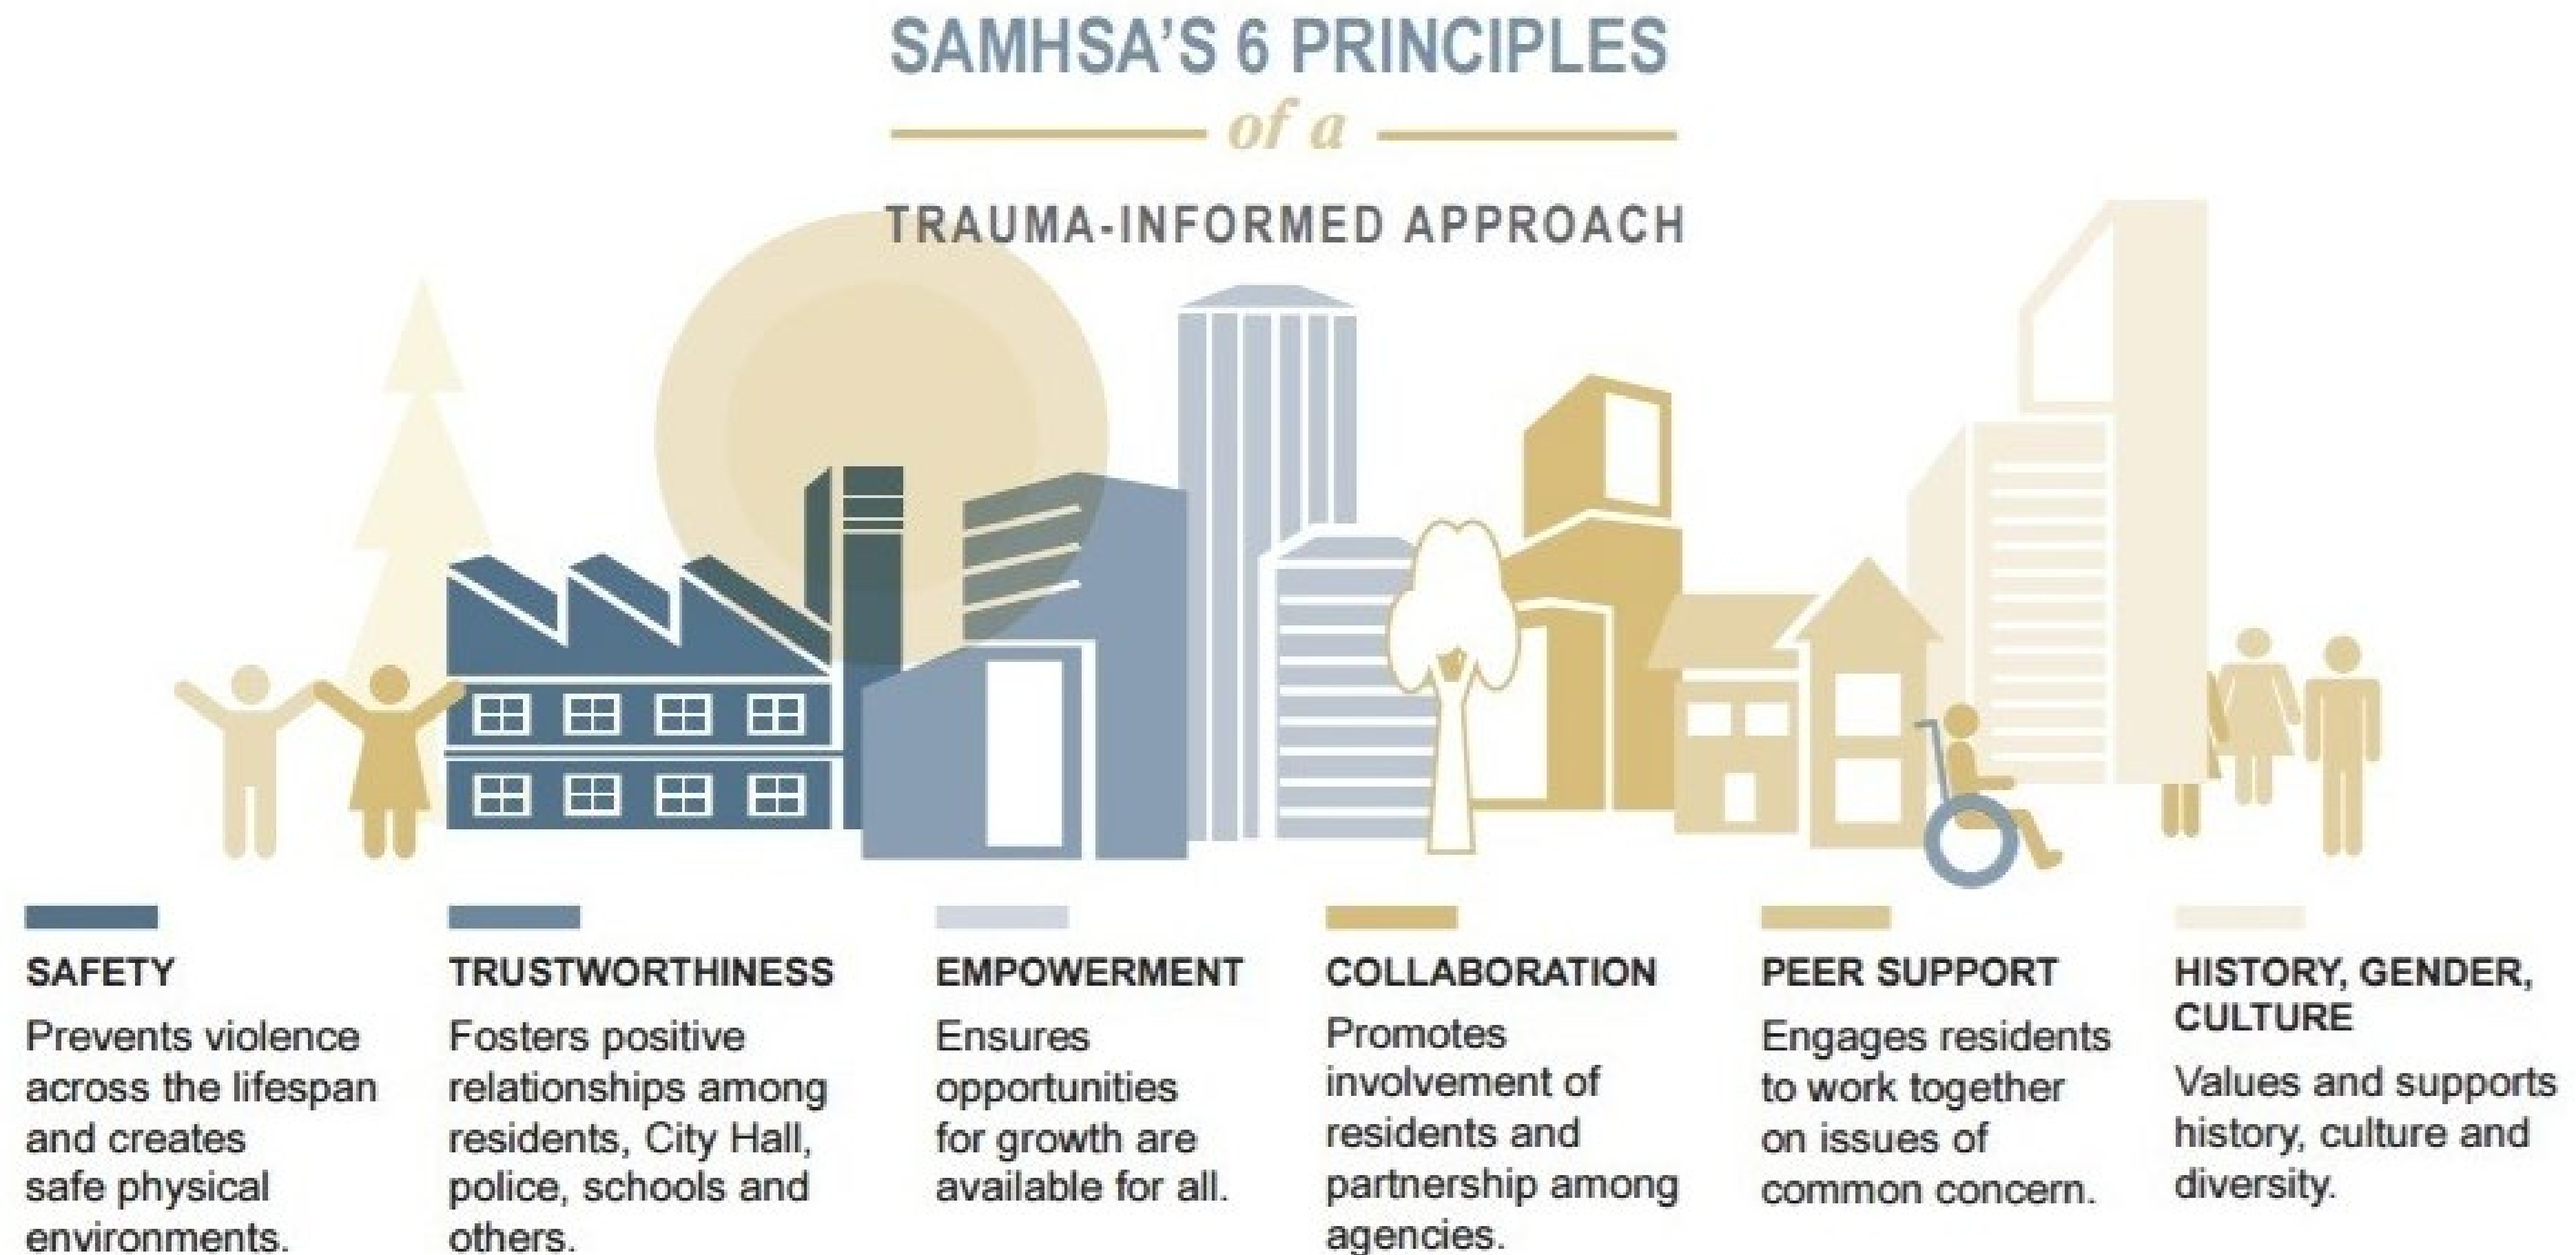 SAMHSA'S 6 PRINCIPLES
of a
TRAUMA-INFORMED APPROACH
SAFETY
Prevents violence
across the lifespan
and creates
safe physical
environments.
TRUSTWORTHINESS
Fosters positive
relationships among
residents, City Hall,
police, schools and
others.
EMPOWERMENT
Ensures
opportunities
for growth are
available for all.
COLLABORATION
Promotes
involvement of
residents and
partnership among
agencies.
PEER SUPPORT
Engages residents
to work together
on issues of
common concern.
HISTORY, GENDER,
CULTURE
Values and supports
history, culture and
diversity.